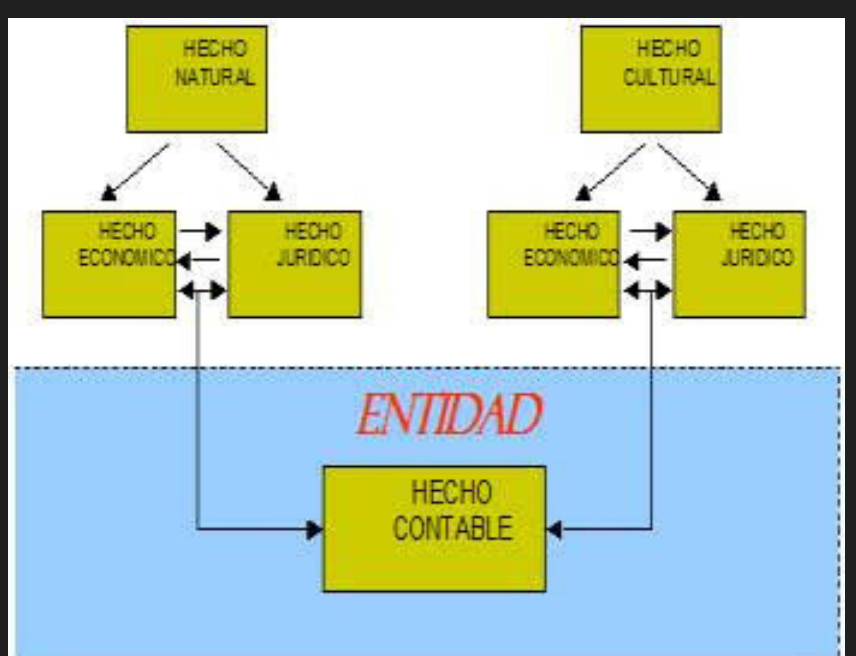 HECHO
NATURAL
HECHO
CULTURAL
HECHO
ECONOMICO
HECHO
JURIDICO
HECHO
ECONOMICO
HECHO
JURIDICO
ENTIDAD
HECHO
CONTABLE